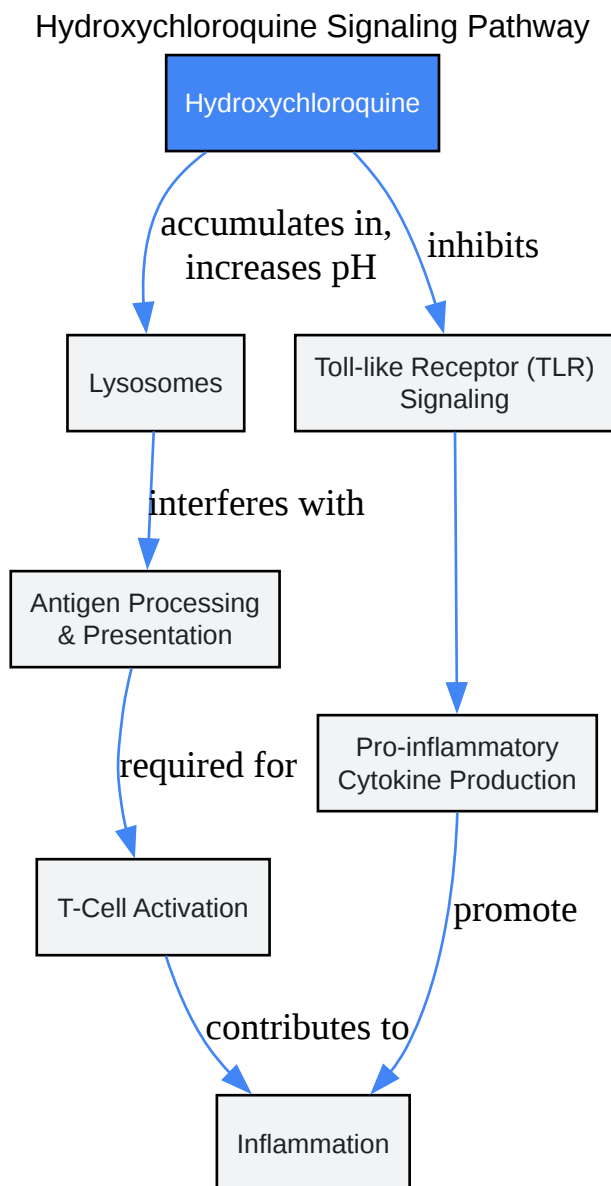 Hydroxychloroquine Signaling Pathway
Hydroxychloroquine
accumulates in,
increases pH
inhibits
Lysosomes
Toll-like Receptor (TLR)
Signaling
interferes with
Antigen Processing
& Presentation
Pro-inflammatory
Cytokine Production
required for
T-Cell Activation
promote
contributes to
Inflammation